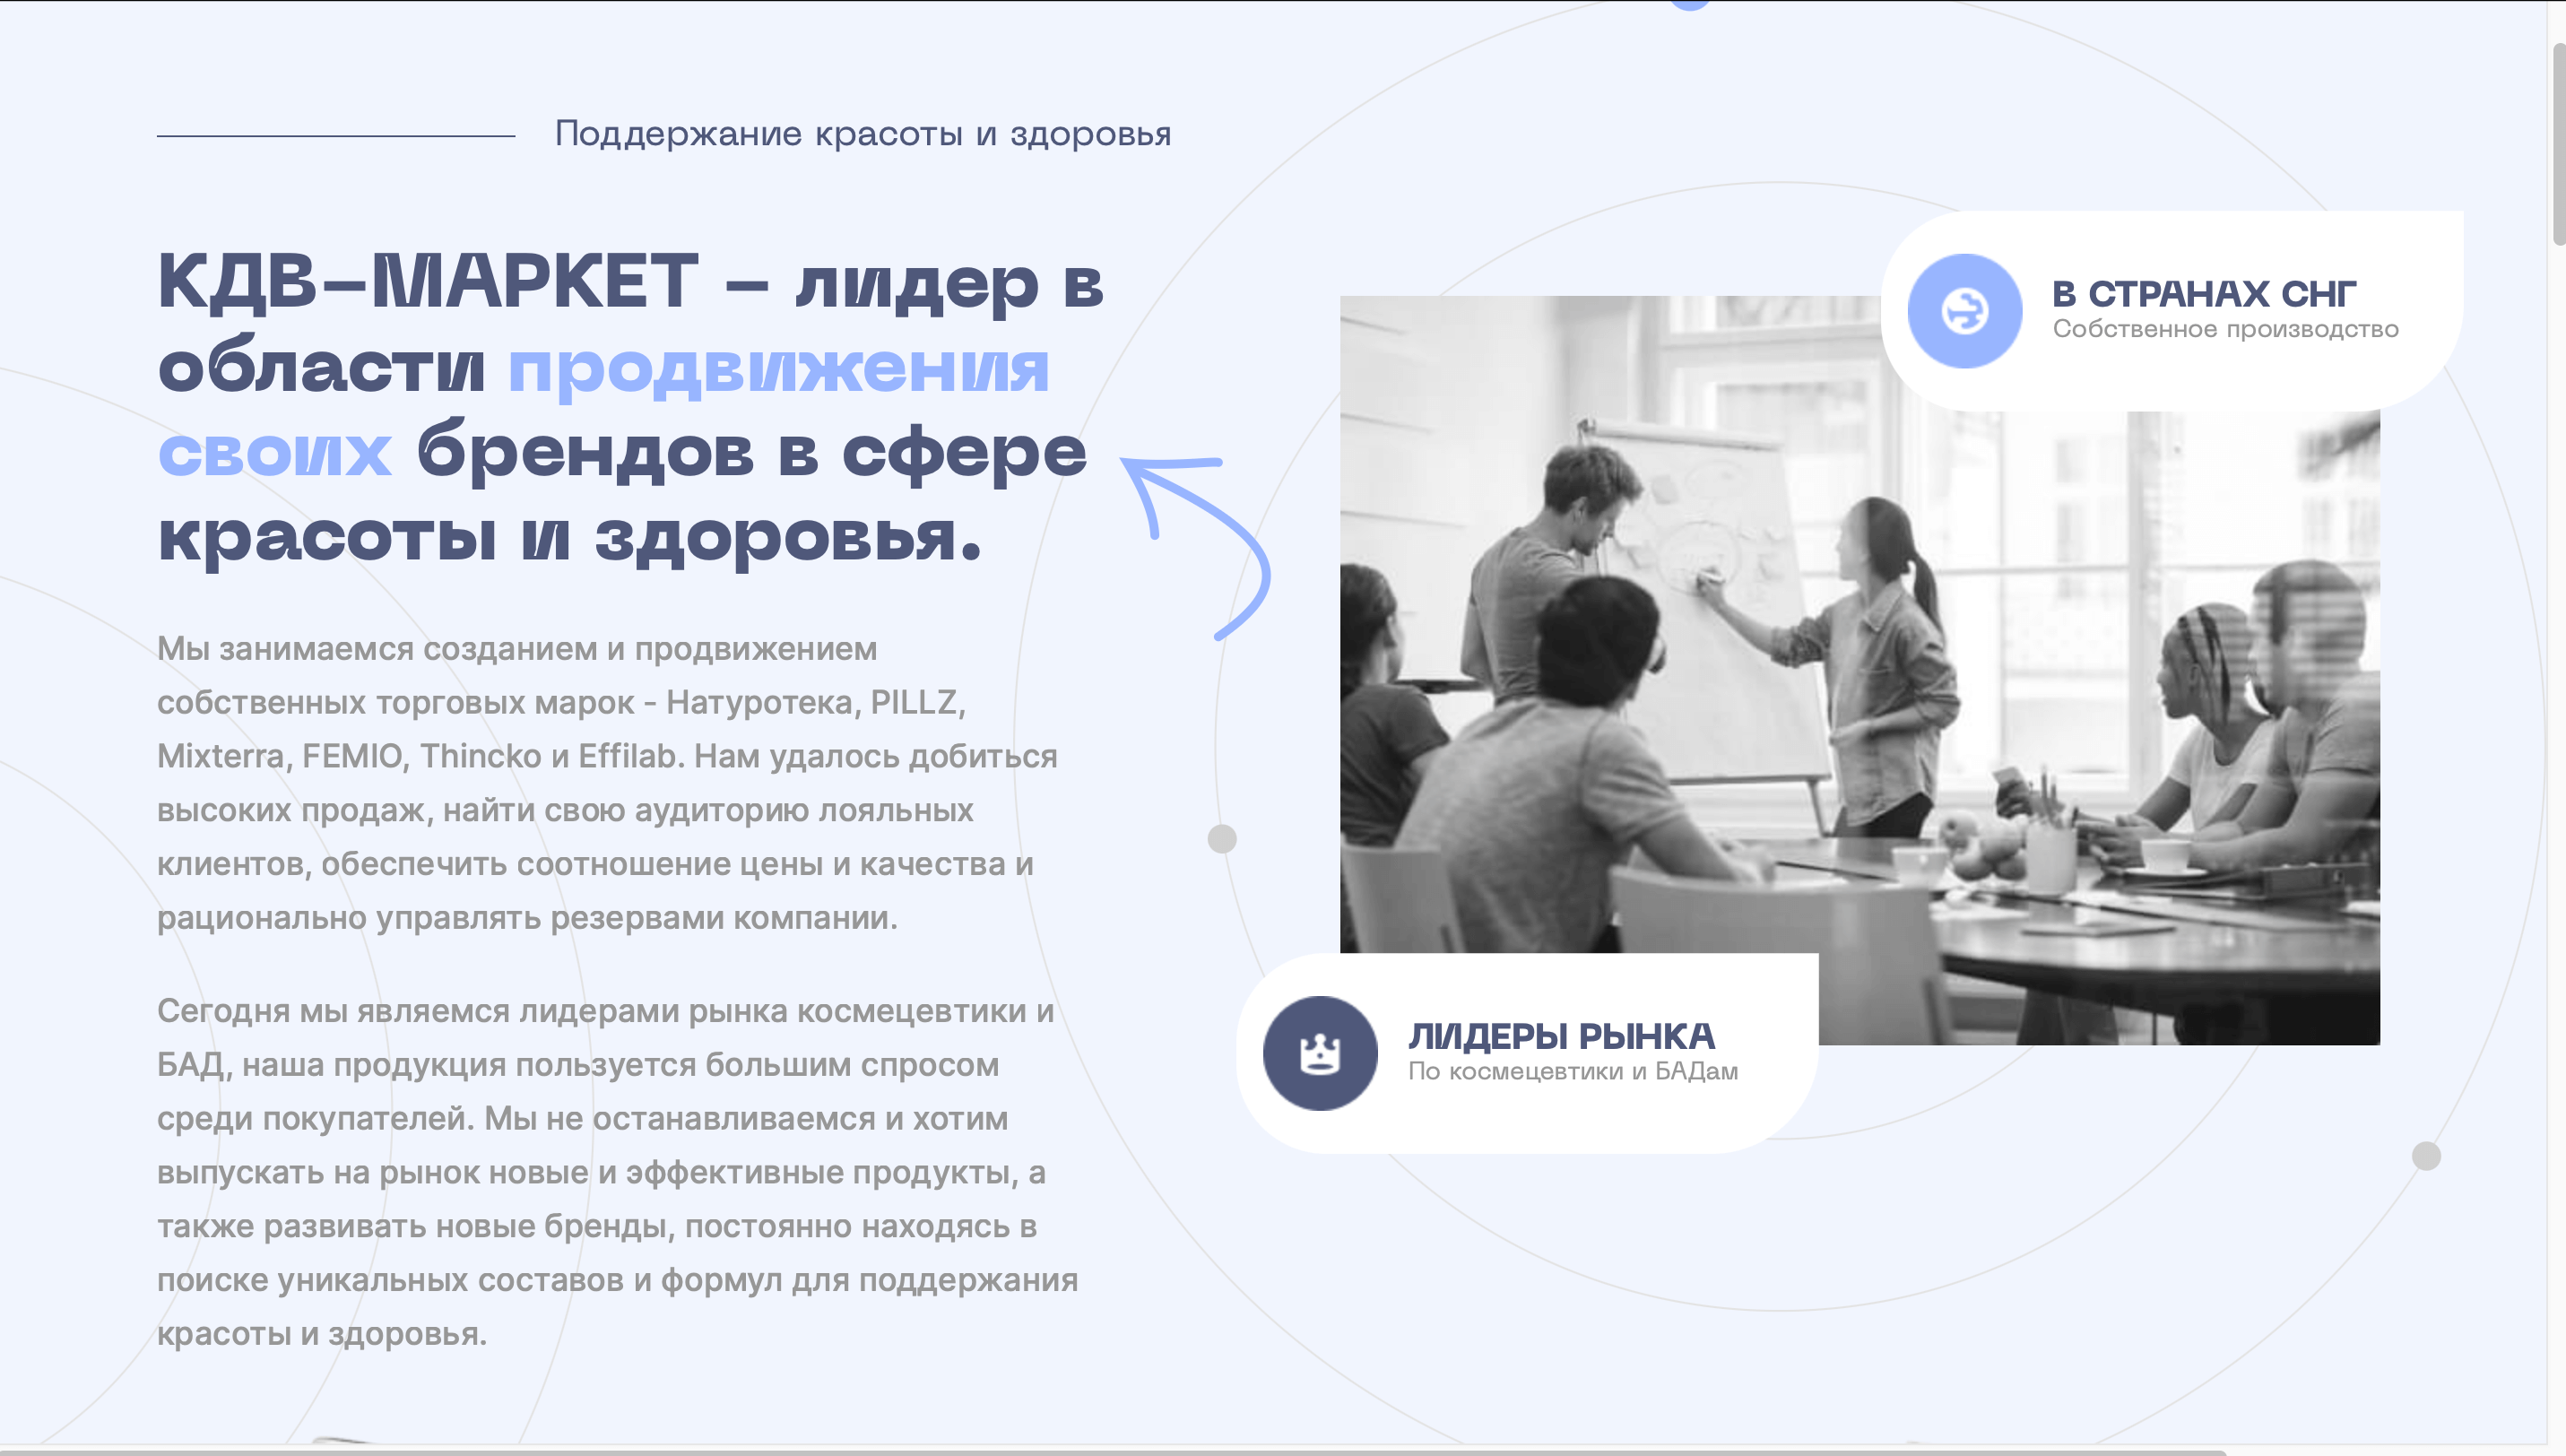 Поддержание красоты и здоровья
КДВ–МАРКЕТ – лидер в
области продвижения
своих брендов в сфере
красоты и здоровья.
Мы занимаемся созданием и продвижением
собственных торговых марок - Натуротека, PILLZ,
Mixterra, FEMIO, Thincko и Effilab. Нам удалось добиться
высоких продаж, найти свою аудиторию лояльных
клиентов, обеспечить соотношение цены и качества и
рационально управлять резервами компании.
Сегодня мы являемся лидерами рынка космецевтики и
БАД, наша продукция пользуется большим спросом
среди покупателей. Мы не останавливаемся и хотим
выпускать на рынок новые и эффективные продукты, а
также развивать новые бренды, постоянно находясь в
поиске уникальных составов и формул для поддержания
красоты и здоровья.
В СТРАНАХ СНГ
Собственное производство
ЛИДЕРЫ РЫНКА
По космецевтики и БАДам